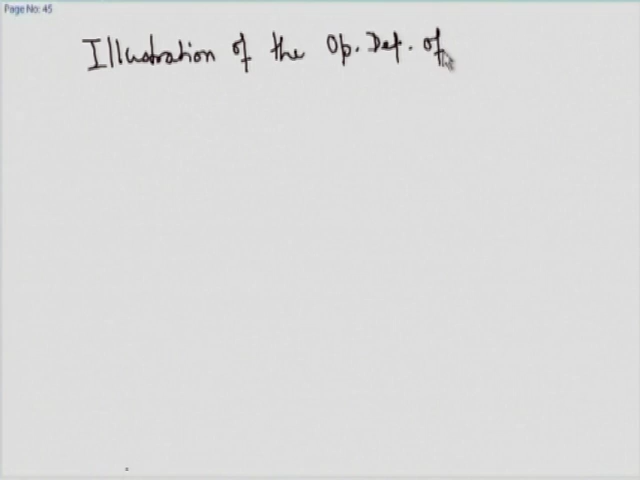 Page No: 45
Illustration of the Op. Def. of